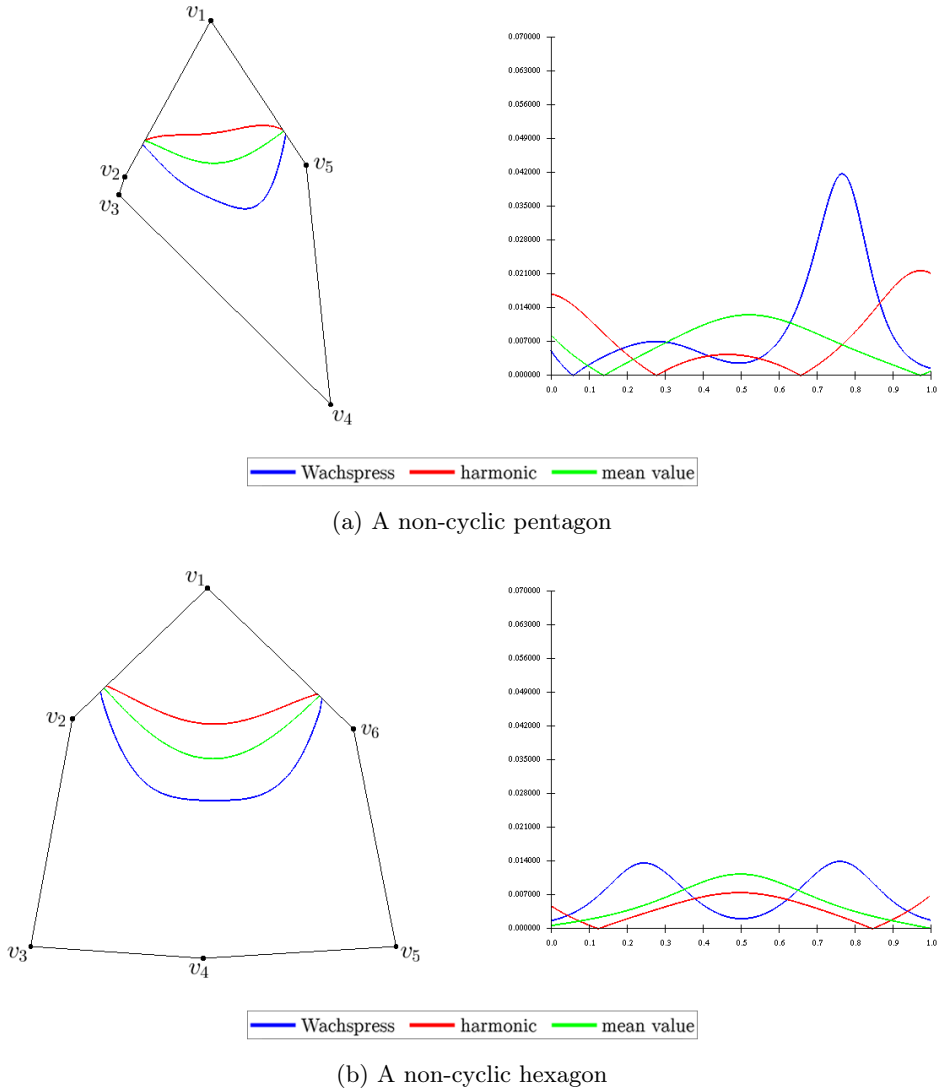 v1
v2
v3
v5
v4
0.070000
0.063000
0.056000
0.049000
0.042000
0.035000
0.028000
0.021000
0.014000
0.007000
0.000000
0.0 0.1 0.2 0.3 0.4 0.5 0.6 0.7 0.8 0.9 1.0
Wachspress harmonic mean value
(a) A non-cyclic pentagon
v1
v2
v6
v3
v4
v5
0.070000
0.063000
0.056000
0.049000
0.042000
0.035000
0.028000
0.021000
0.014000
0.007000
0.000000
0.0 0.1 0.2 0.3 0.4 0.5 0.6 0.7 0.8 0.9 1.0
Wachspress harmonic mean value
(b) A non-cyclic hexagon